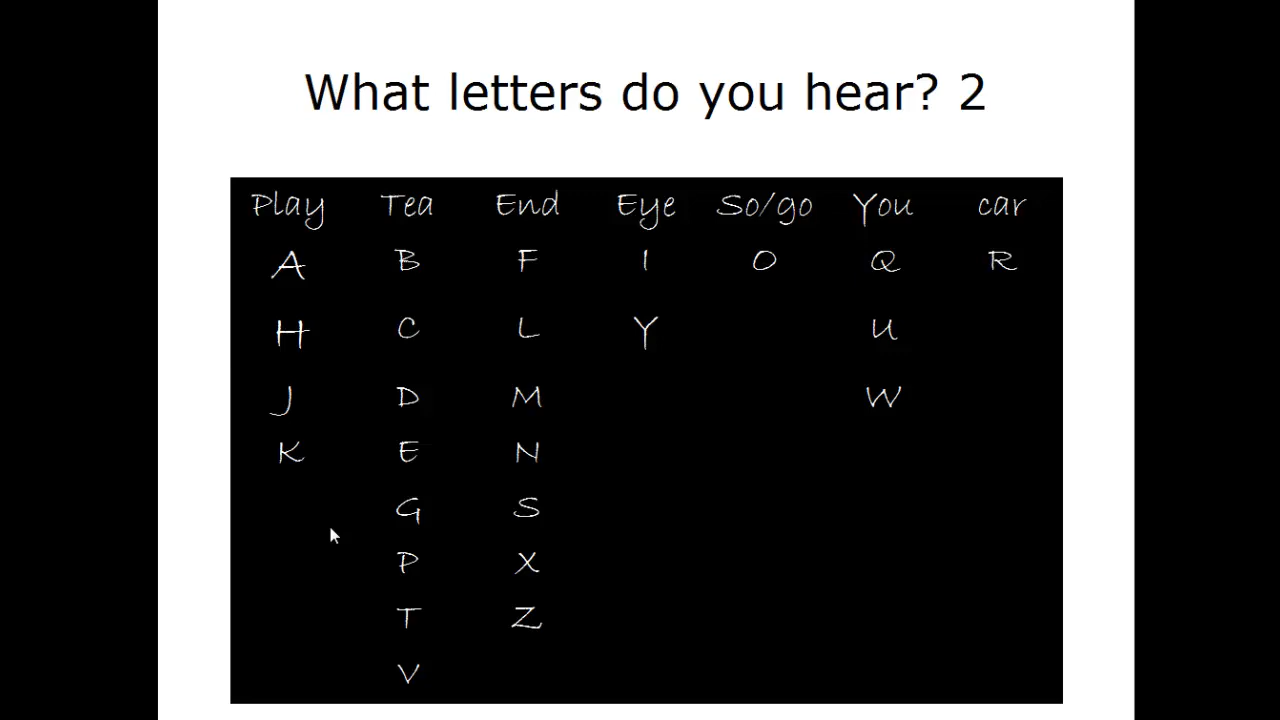 What letters do you hear? 2
Play Tea End Eye So/go You car
A B F I O Q R
H C L Y U
J D M W
K E N
G S
P X
T Z
V